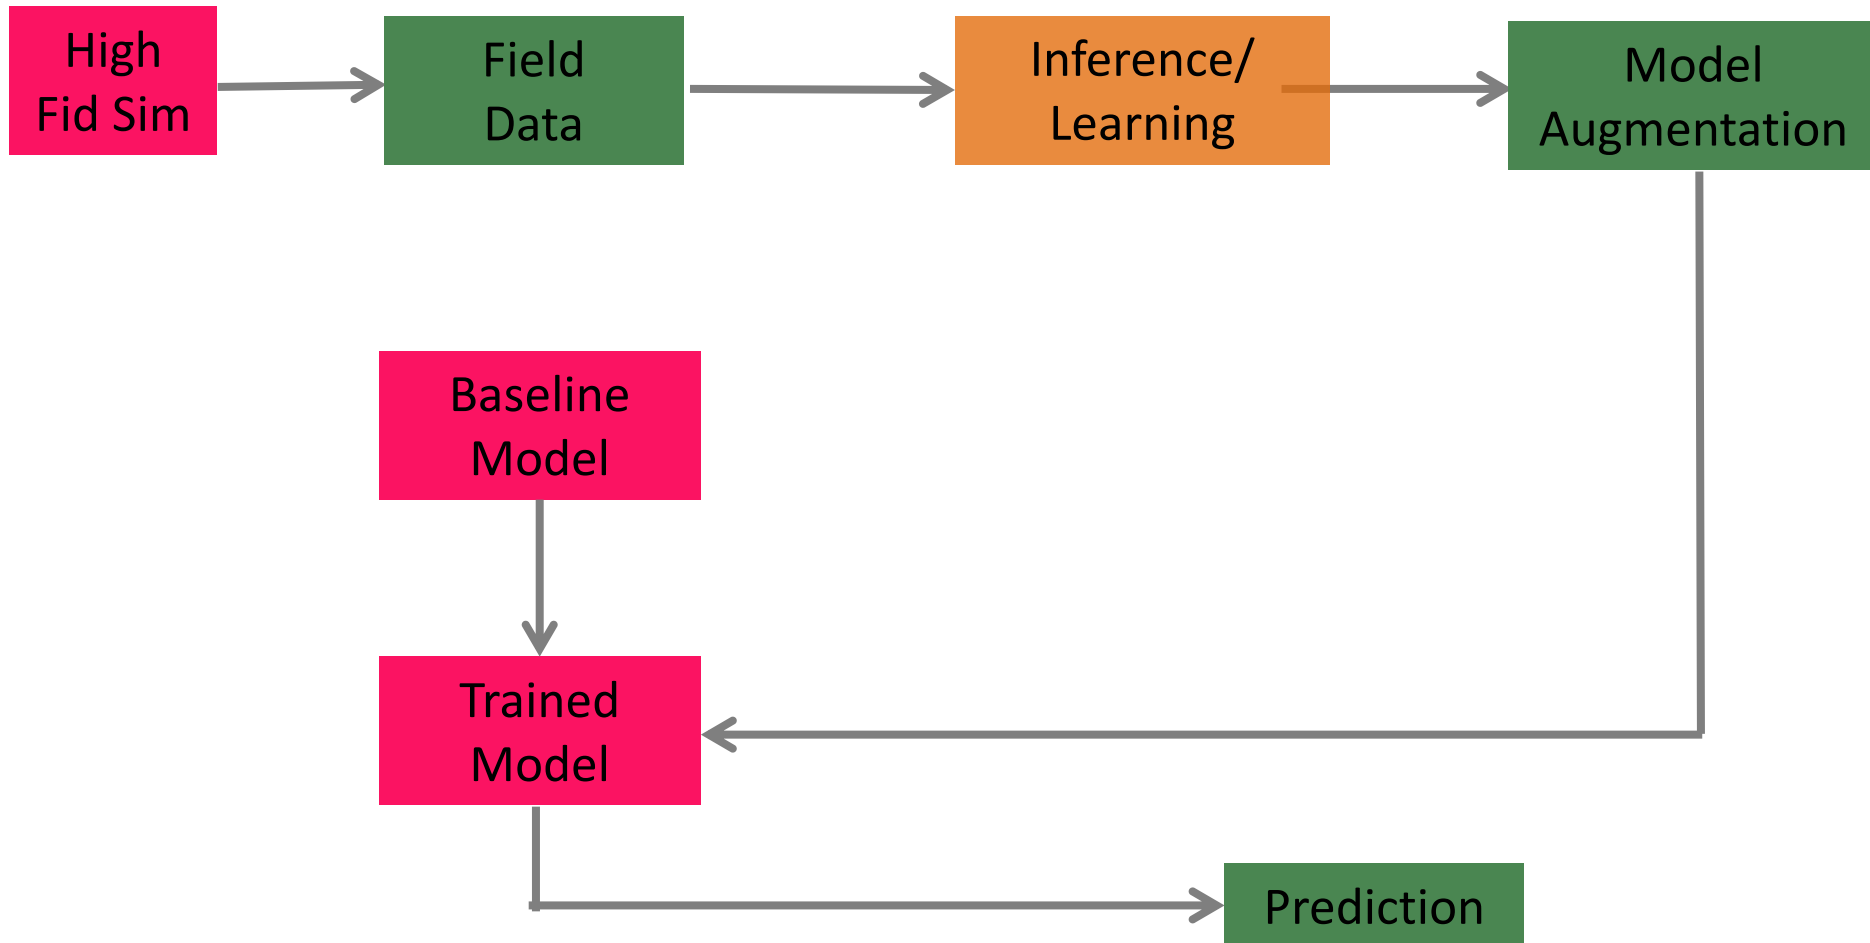 High
Fid Sim
Field
Data
Inference/
Learning
Model
Augmentation
Baseline
Model
Trained
Model
Prediction